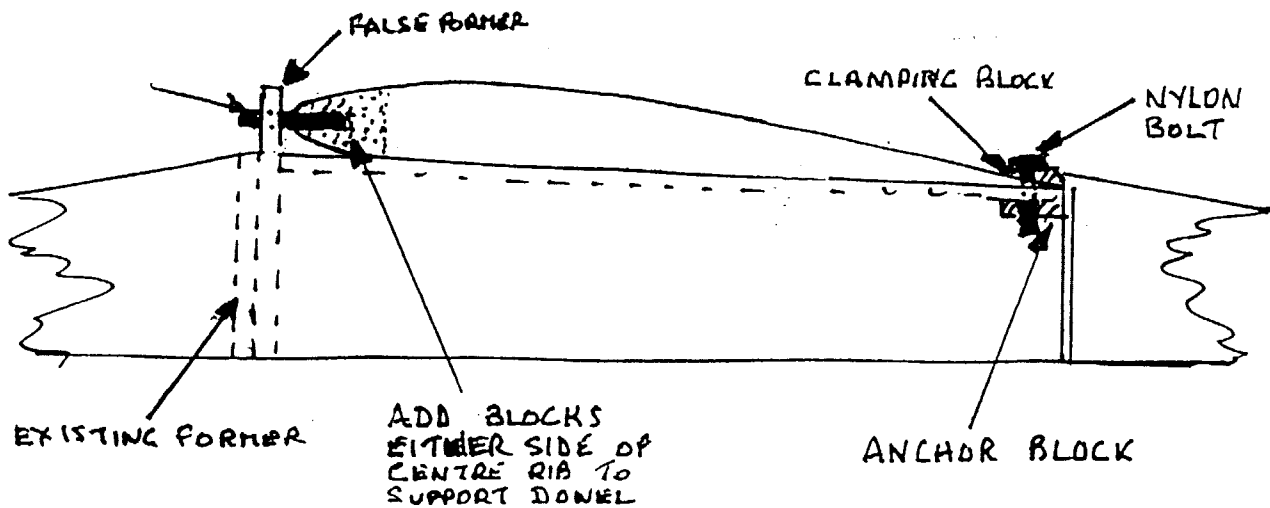 FALSE FORMER
CLAMPING BLOCK
NYLON
BOLT
EXISTING FORMER
ADD BLOCKS
EITHER SIDE OF
CENTRE RIB TO
SUPPORT DOWEL
ANCHOR BLOCK